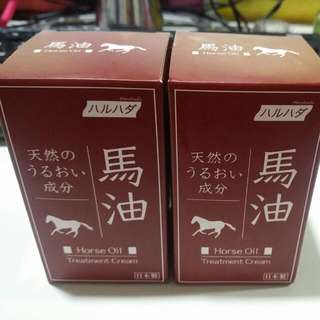 馬油
Horse Oil
ハルハダ
天然の
うるおい
成分
馬油
Horse Oil
Treatment Cream
日本製
馬油
Horse Oil
ハルハダ
天然の
うるおい
成分
馬油
Horse Oil
Treatment Cream
日本製